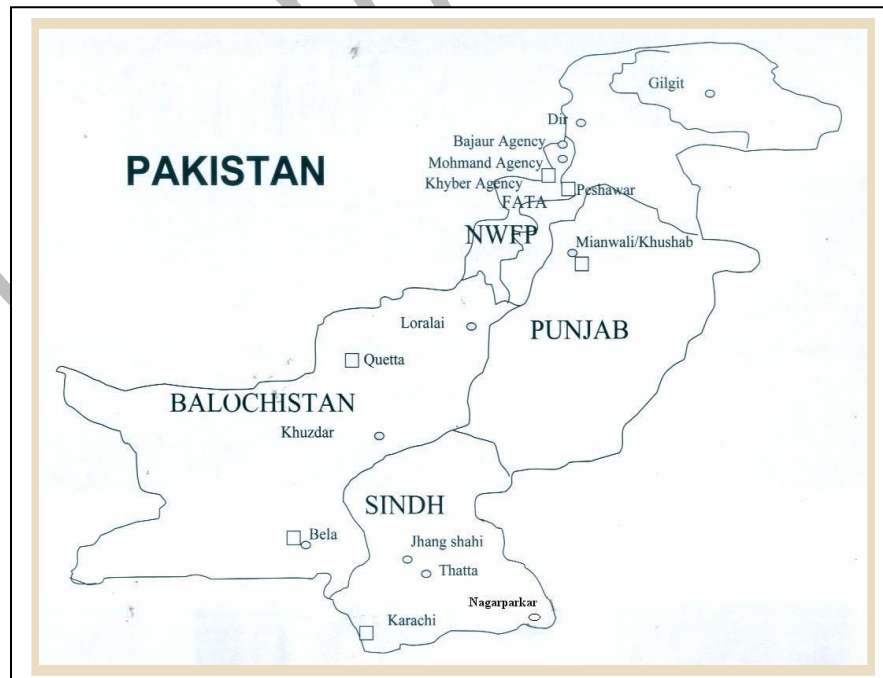 Gilgit
Dir
Bajaur Agency
Mohmand Agency
Khyber Agency
Peshawar
FATA
PAKISTAN
NWFP
Mianwali/Khushab
Loralai
PUNJAB
Quetta
BALOCHISTAN
Khuzdar
SINDH
Bela
Jhang shahi
Thatta
Nagarparkar
Karachi